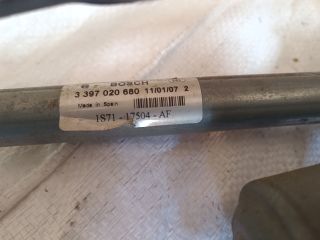 BOSCH
3 397 020 680 11/01/07 2
Made in Spain
1S71 - 17504 - AF